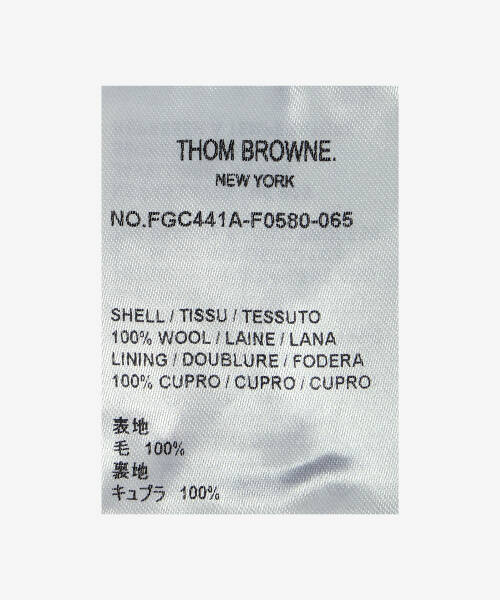 THOM BROWNE.
NEW YORK
NO.FGC441A-F0580-065
SHELL / TISSU / TESSUTO
100% WOOL / LAINE / LANA
LINING / DOUBLURE / FODERA
100% CUPRO / CUPRO / CUPRO
表地
毛 100%
裏地
キュプラ 100%